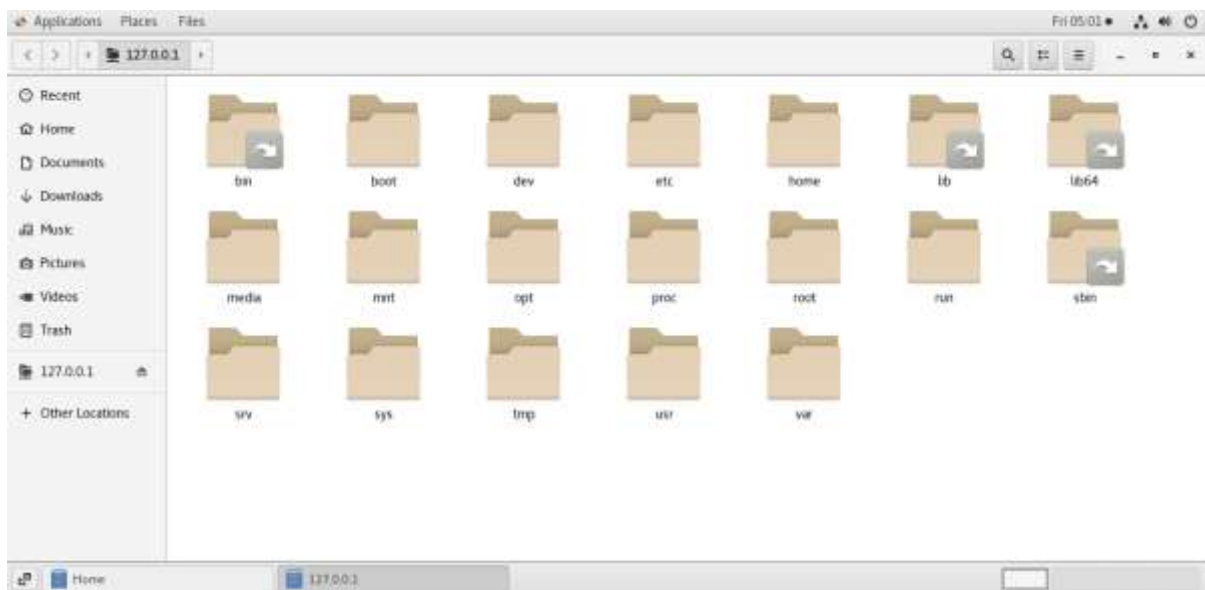 Applications Places Files Fri 05:01
127.0.0.1
Recent
Home
Documents
Downloads
Music
Pictures
Videos
Trash
127.0.0.1
+ Other Locations
bin boot dev etc home lib lib64
media mnt opt proc root run sbin
srv sys tmp usr var
Home 127.0.0.1